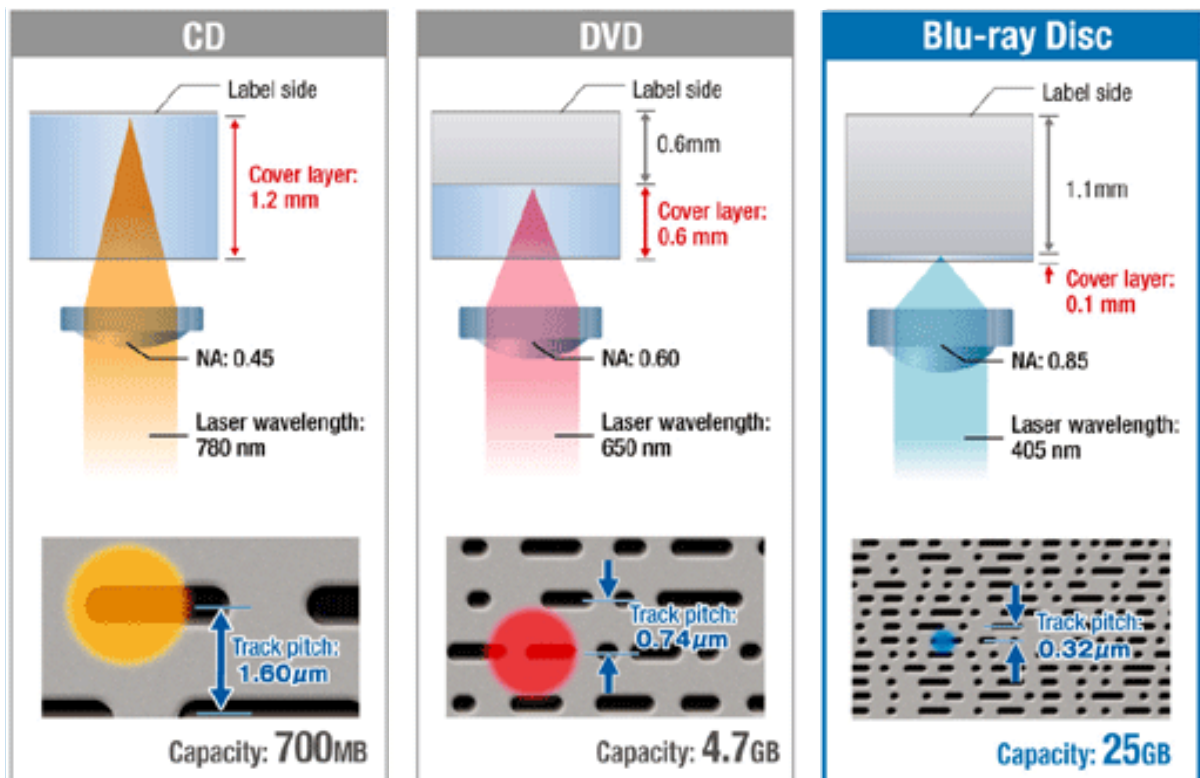 CD
Label side
Cover layer:
1.2 mm
NA: 0.45
Laser wavelength:
780 nm
Track pitch:
1.60µm
Capacity: 700MB
DVD
Label side
0.6mm
Cover layer:
0.6 mm
NA: 0.60
Laser wavelength:
650 nm
Track pitch:
0.74µm
Capacity: 4.7GB
Blu-ray Disc
Label side
1.1mm
Cover layer:
0.1 mm
NA: 0.85
Laser wavelength:
405 nm
Track pitch:
0.32µm
Capacity: 25GB